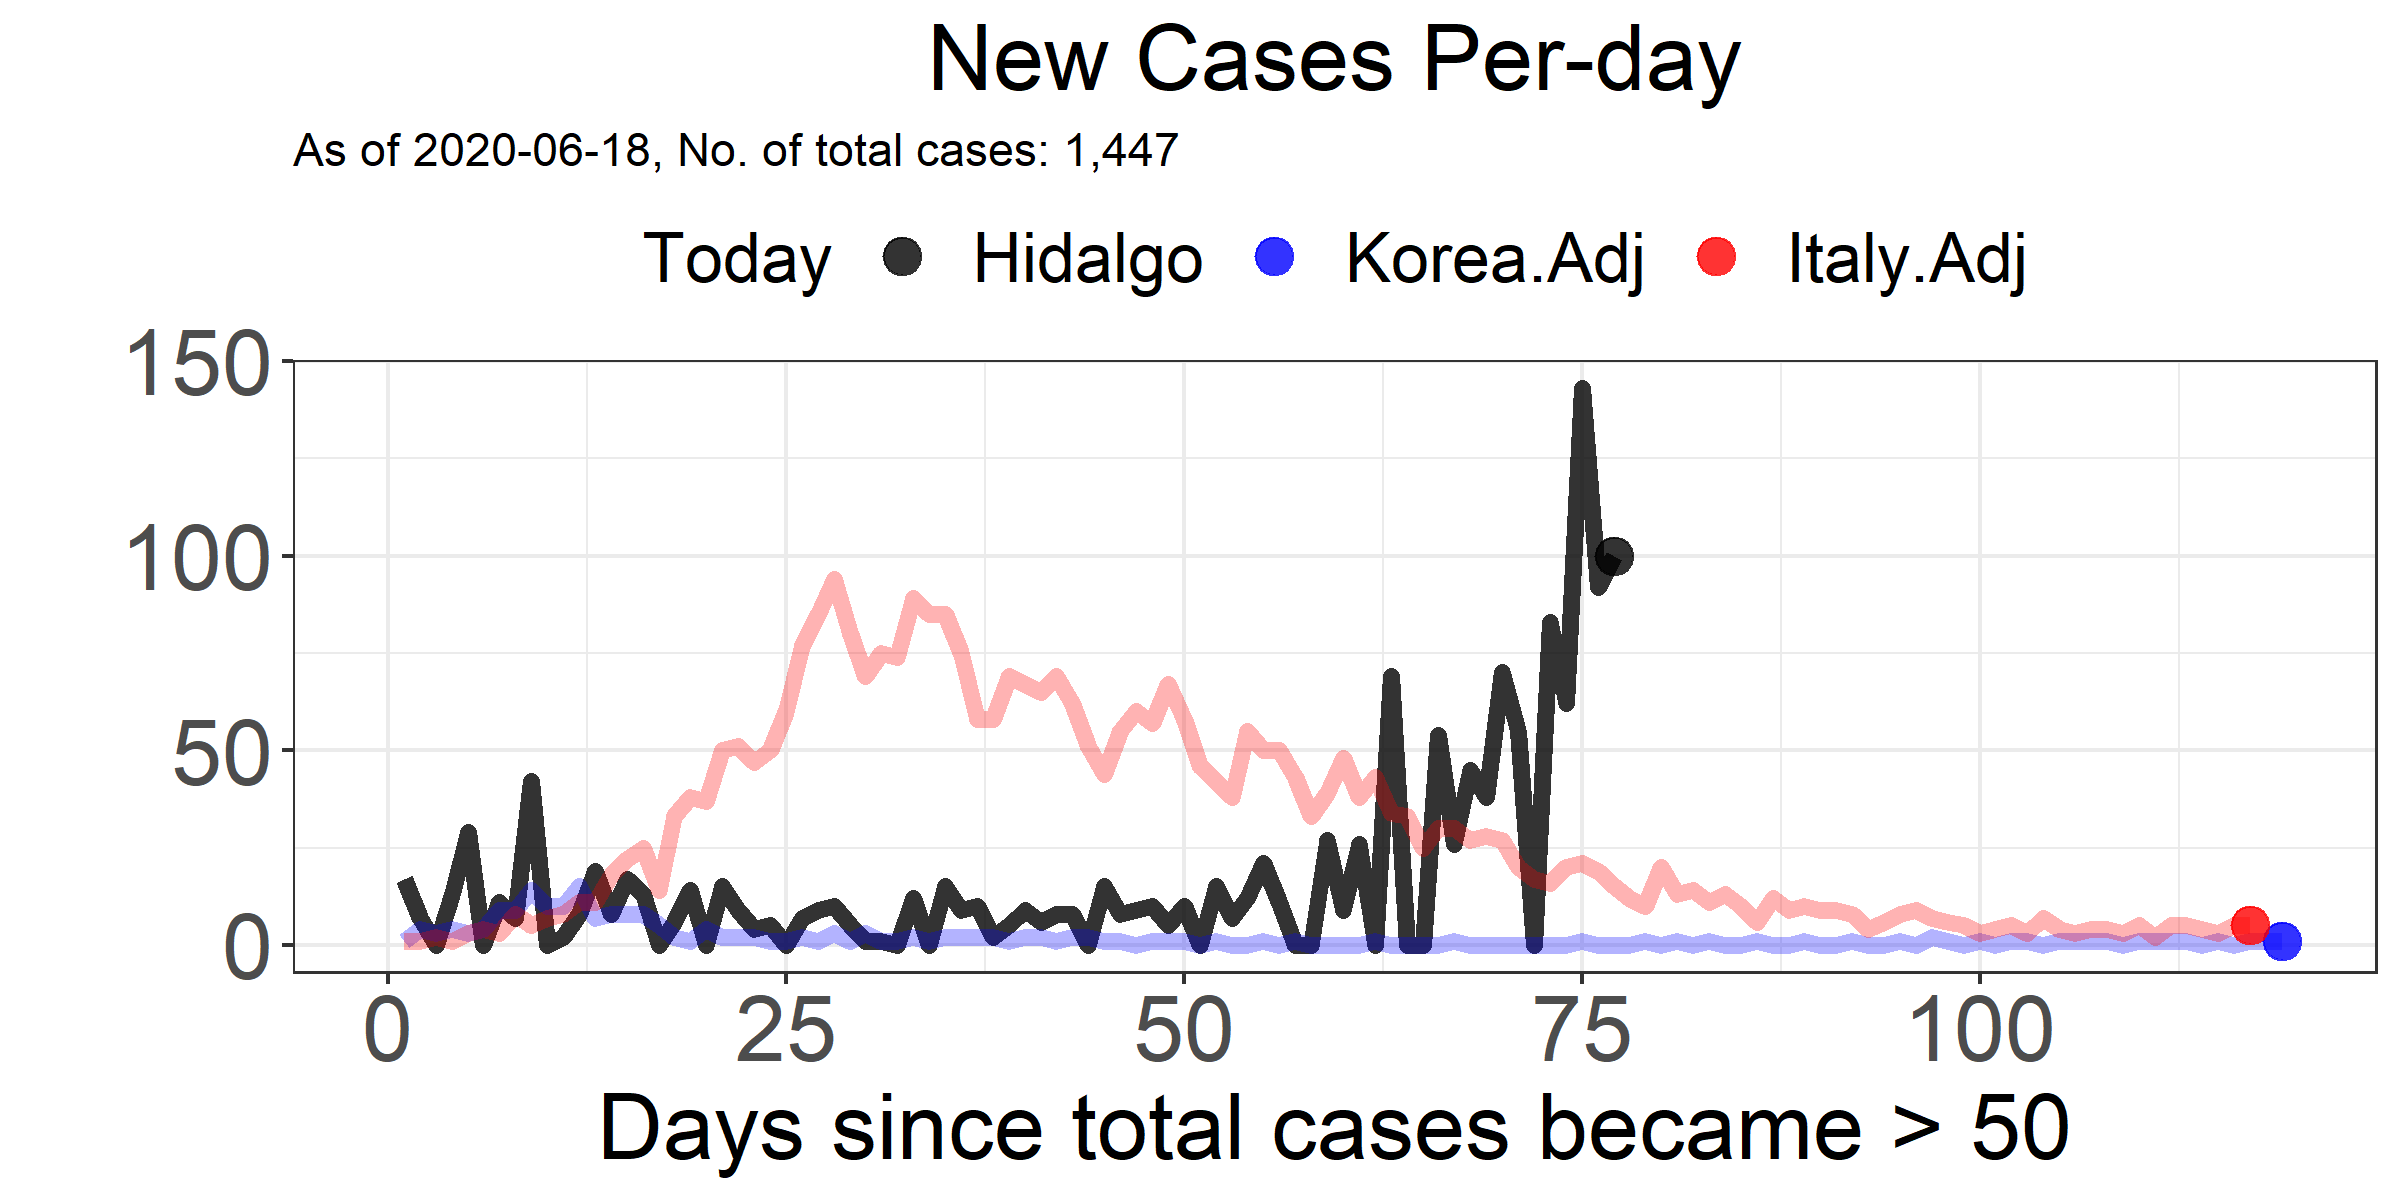 New Cases Per-day
As of 2020-06-18, No. of total cases: 1,447
Today Hidalgo Korea.Adj Italy.Adj
150
100
50
0
0 25 50 75 100
Days since total cases became > 50